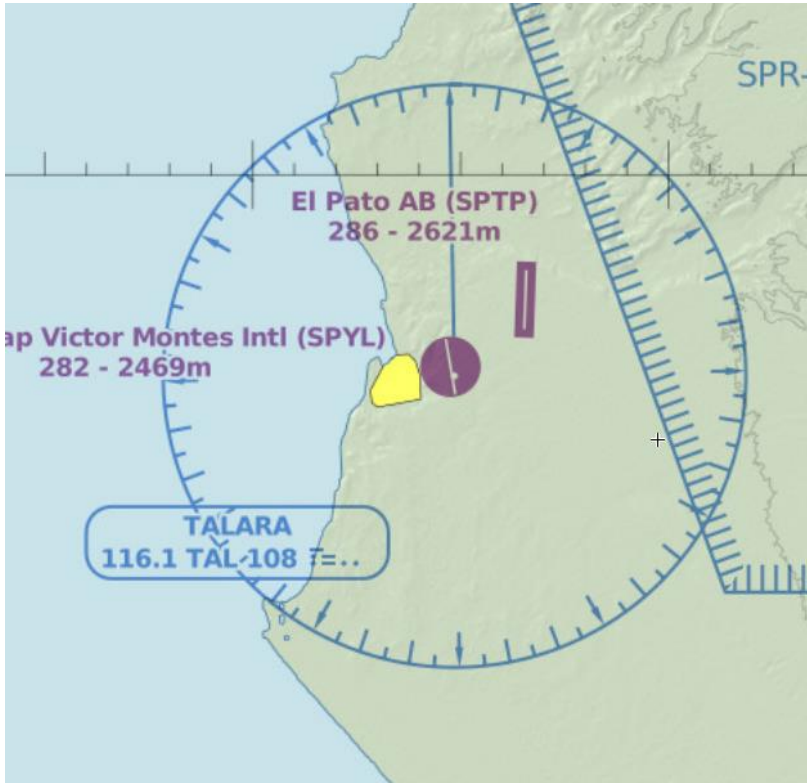 SPR-
El Pato AB (SPTP)
286 - 2621m
ap Victor Montes Intl (SPYL)
282 - 2469m
TALARA
116.1 TAL 108